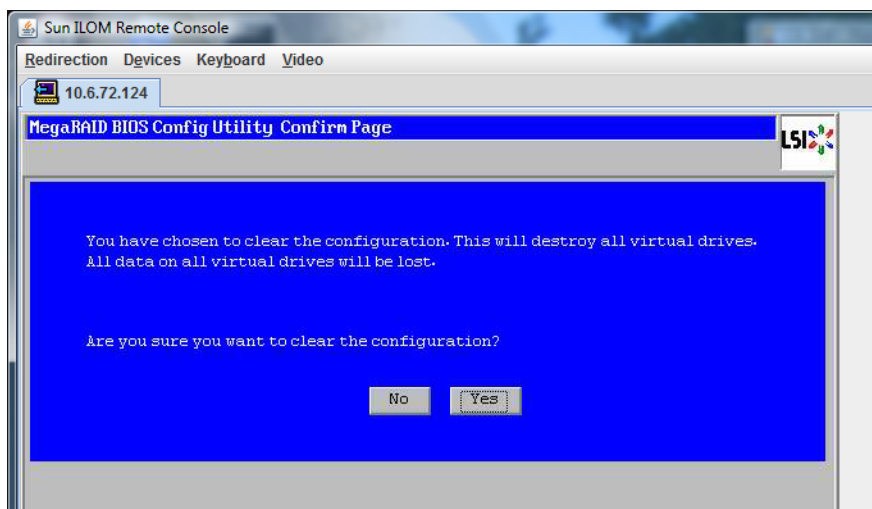 Sun ILOM Remote Console
Redirection Devices Keyboard Video
10.6.72.124
MegaRAID BIOS Config Utility Confirm Page
LSI
You have chosen to clear the configuration. This will destroy all virtual drives.
All data on all virtual drives will be lost.
Are you sure you want to clear the configuration?
No Yes